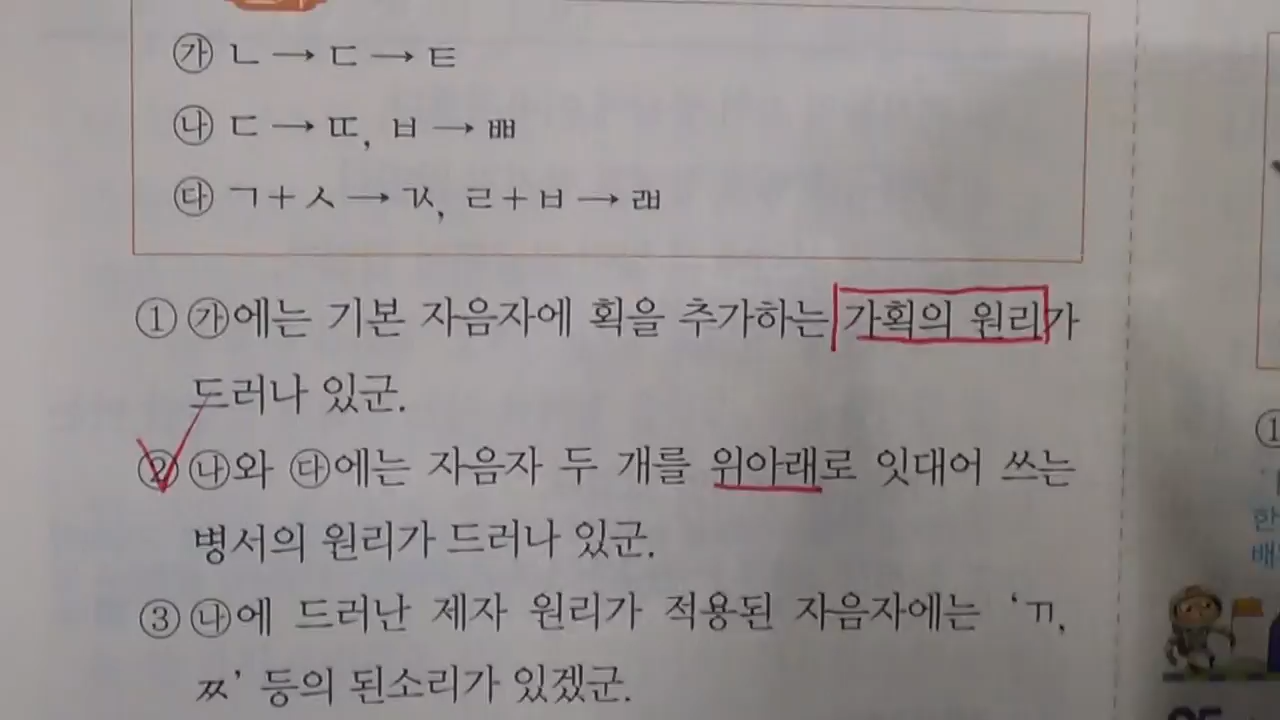 ㉮ ㄴ → ㄷ → ㅌ
㉯ ㄷ → ㄸ, ㅂ → ㅃ
㉰ ㄱ + ㅅ → ㄳ, ㄹ + ㅂ → ㄼ
① ㉮에는 기본 자음자에 획을 추가하는 가획의 원리가
드러나 있군.
② ㉯와 ㉰에는 자음자 두 개를 위아래로 잇대어 쓰는
병서의 원리가 드러나 있군.
③ ㉯에 드러난 제자 원리가 적용된 자음자에는 ‘ㄲ,
ㅉ’ 등의 된소리가 있겠군.
①
한